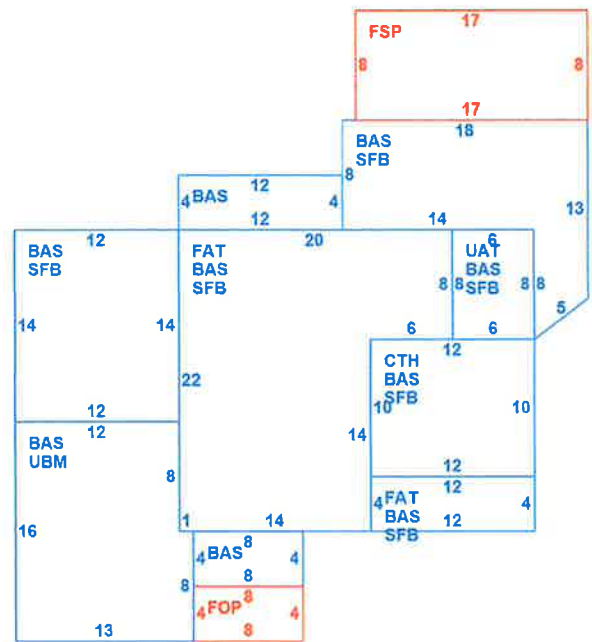 17
FSP
8 8
17
18
BAS
SFB
8
12
BAS
4 4
13
12 14
12 20 6
BAS
SFB
FAT
BAS
SFB
UAT
BAS
SFB
8 8 8 8
5
14 14
6 6
12
CTH
BAS
SFB
22
10 10
12
12
BAS
UBM
14
8
12
12
FAT
BAS
SFB
4 4
16
1 14 12
8
BAS
4 4
8
8
8
FOP
4 4
13 8